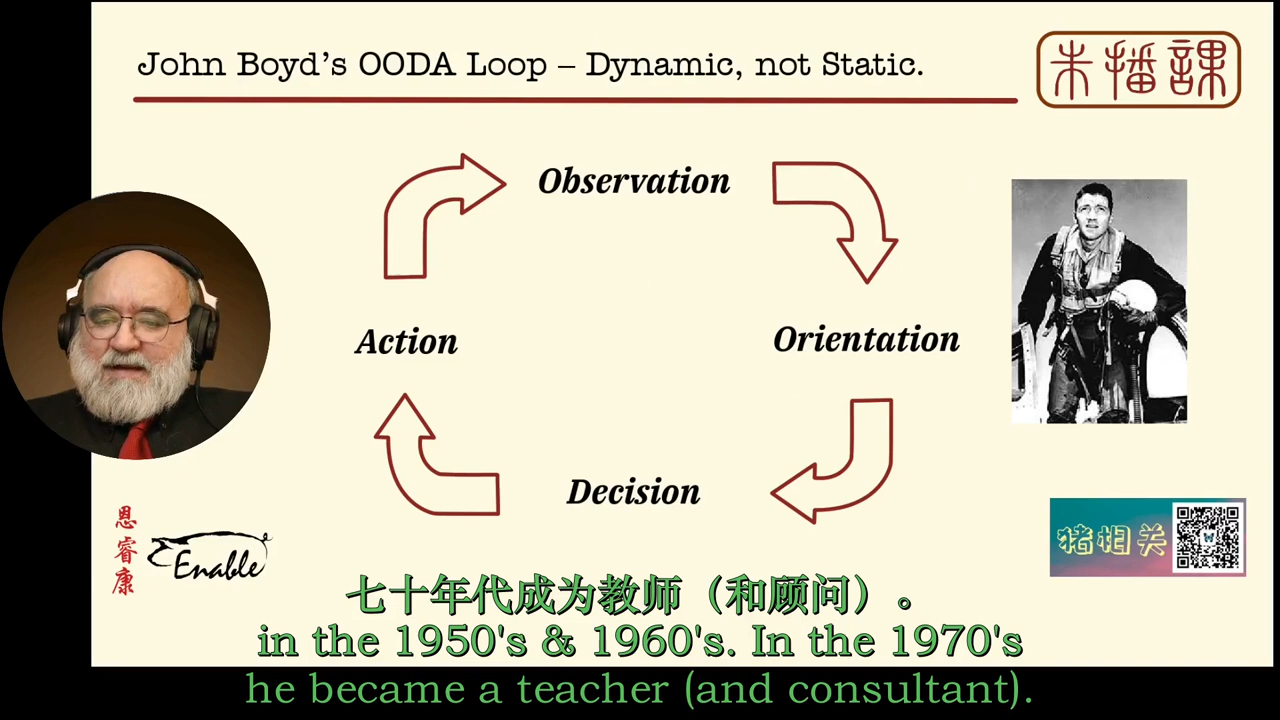 John Boyd's OODA Loop – Dynamic, not Static.
未播課
Observation
Orientation
Action
Decision
恩睿康
Enable
猪相关
七十年代成为教师（和顾问）。
in the 1950's & 1960's. In the 1970's
he became a teacher (and consultant).